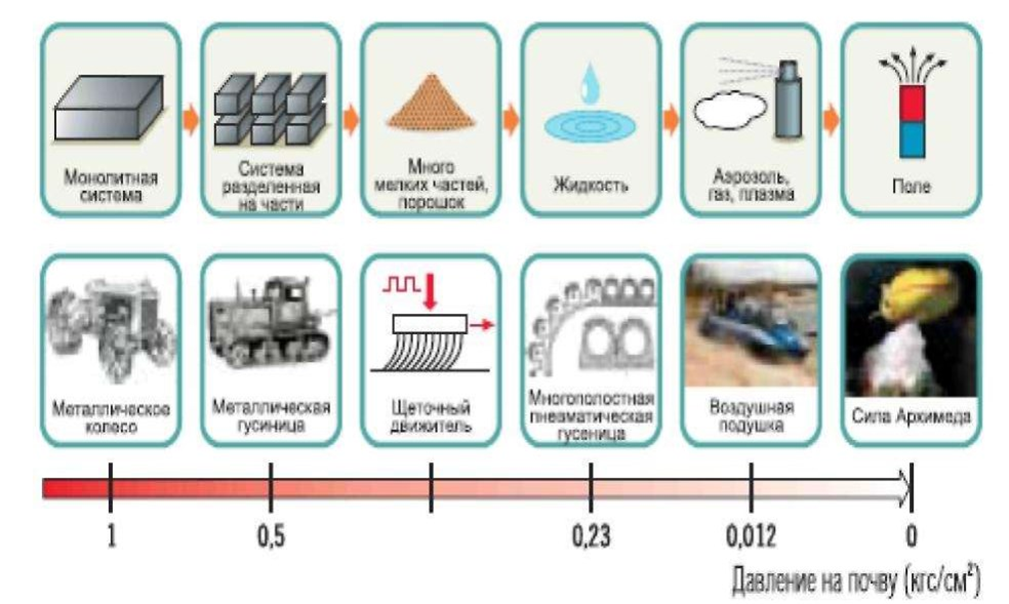 Монолитная
система
Система
разделенная
на части
Много
мелких частей,
порошок
Жидкость
Аэрозоль,
газ, плазма
Поле
Металлическое
колесо
Металлическая
гусиница
Щеточный
движитель
Многополостная
пневматическая
гусеница
Воздушная
подушка
Сила Архимеда
1
0,5
0,23
0,012
0
Давление на почву (кгс/см²)